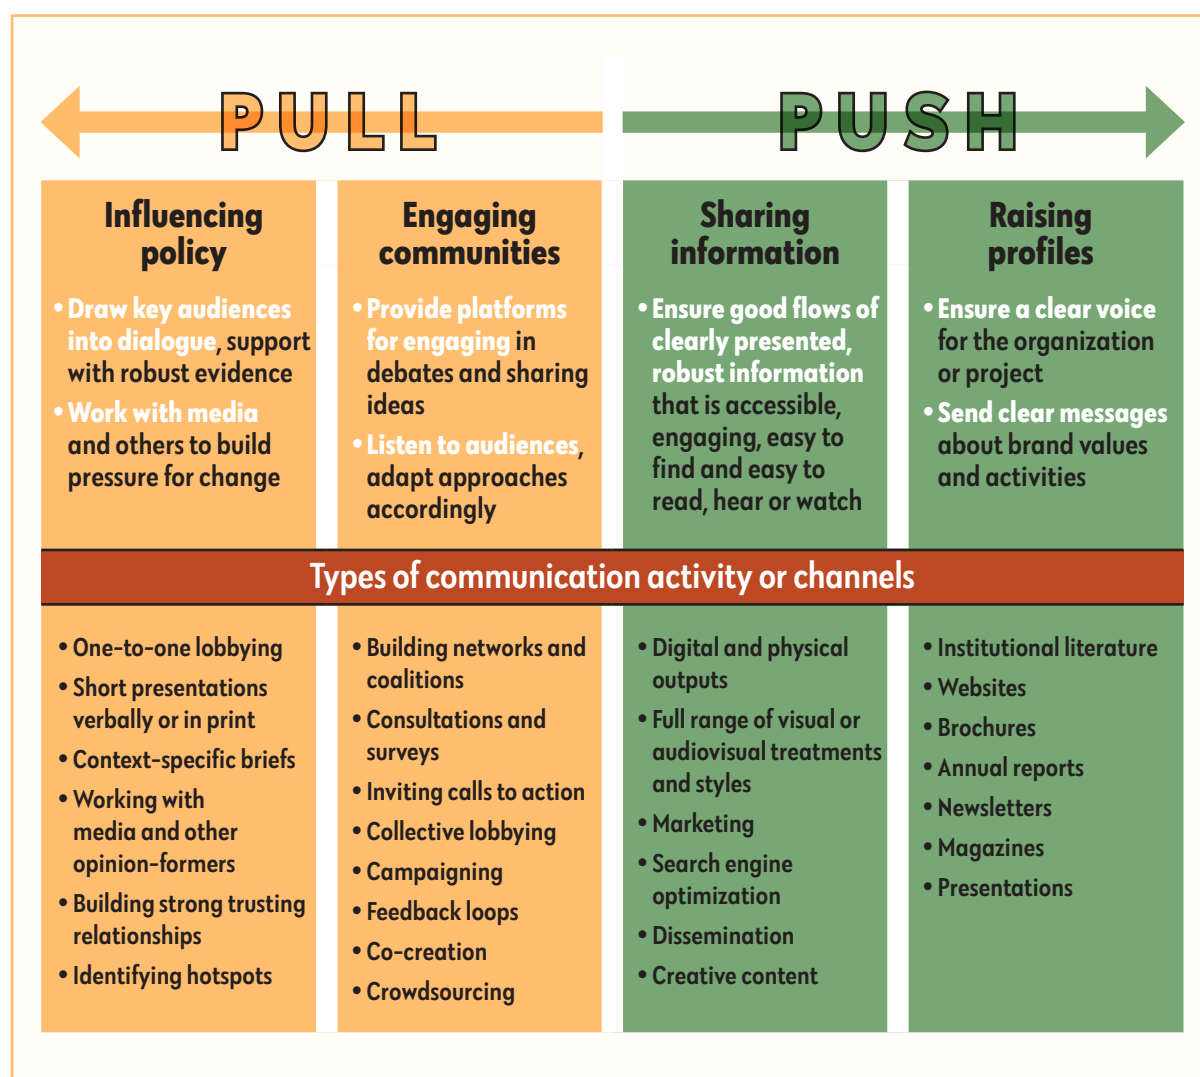 PULL
PUSH
Influencing
policy
• Draw key audiences
into dialogue, support
with robust evidence
• Work with media
and others to build
pressure for change
Engaging
communities
• Provide platforms
for engaging in
debates and sharing
ideas
• Listen to audiences,
adapt approaches
accordingly
Sharing
information
• Ensure good flows of
clearly presented,
robust information
that is accessible,
engaging, easy to
find and easy to
read, hear or watch
Raising
profiles
• Ensure a clear voice
for the organization
or project
• Send clear messages
about brand values
and activities
Types of communication activity or channels
• One-to-one lobbying
• Short presentations
verbally or in print
• Context-specific briefs
• Working with
media and other
opinion-formers
• Building strong trusting
relationships
• Identifying hotspots
• Building networks and
coalitions
• Consultations and
surveys
• Inviting calls to action
• Collective lobbying
• Campaigning
• Feedback loops
• Co-creation
• Crowdsourcing
• Digital and physical
outputs
• Full range of visual or
audiovisual treatments
and styles
• Marketing
• Search engine
optimization
• Dissemination
• Creative content
• Institutional literature
• Websites
• Brochures
• Annual reports
• Newsletters
• Magazines
• Presentations